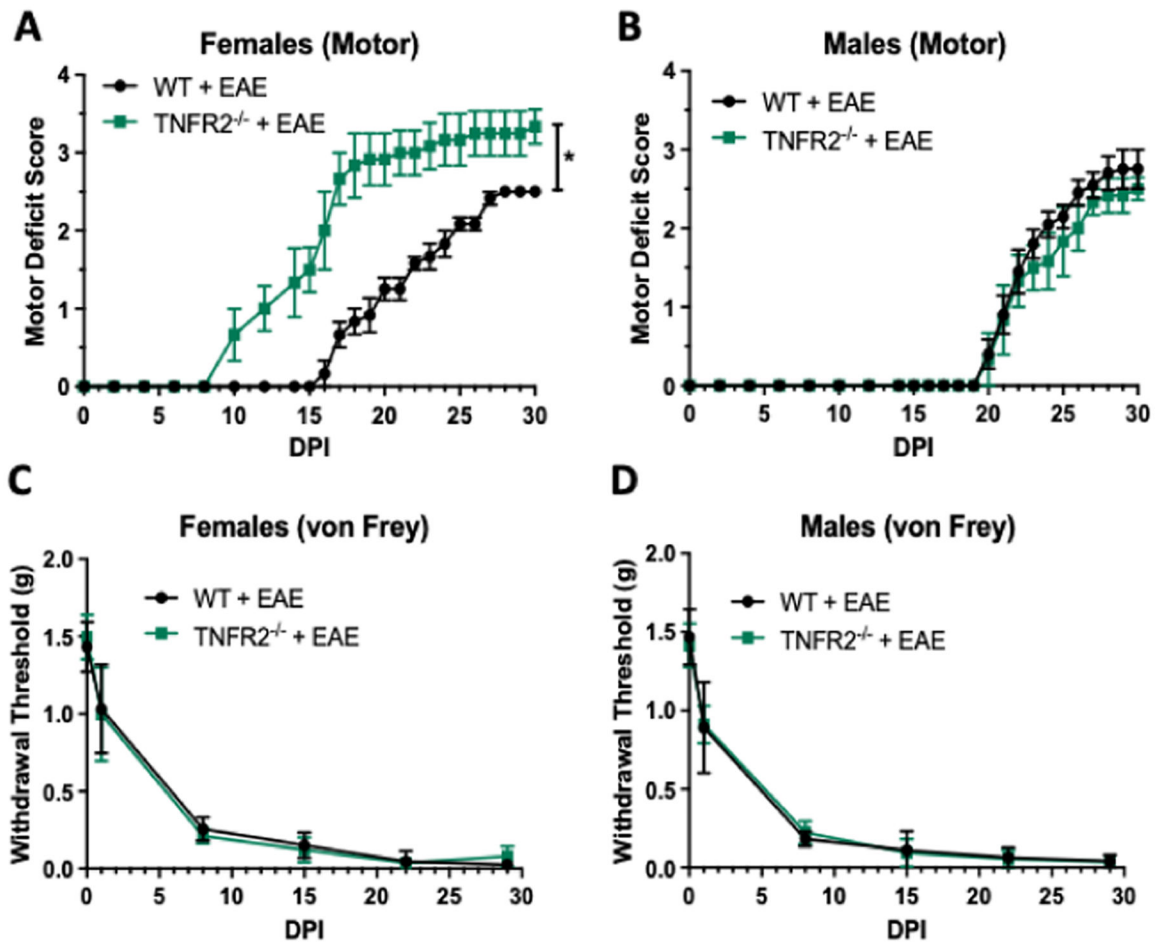 A
Females (Motor)
WT + EAE
TNFR2-/- + EAE
*
Motor Deficit Score
4
3
2
1
0
0 5 10 15 20 25 30
DPI
B
Males (Motor)
WT + EAE
TNFR2-/- + EAE
Motor Deficit Score
4
3
2
1
0
0 5 10 15 20 25 30
DPI
C
Females (von Frey)
WT + EAE
TNFR2-/- + EAE
Withdrawal Threshold (g)
2.0
1.5
1.0
0.5
0.0
0 5 10 15 20 25 30
DPI
D
Males (von Frey)
WT + EAE
TNFR2-/- + EAE
Withdrawal Threshold (g)
2.0
1.5
1.0
0.5
0.0
0 5 10 15 20 25 30
DPI